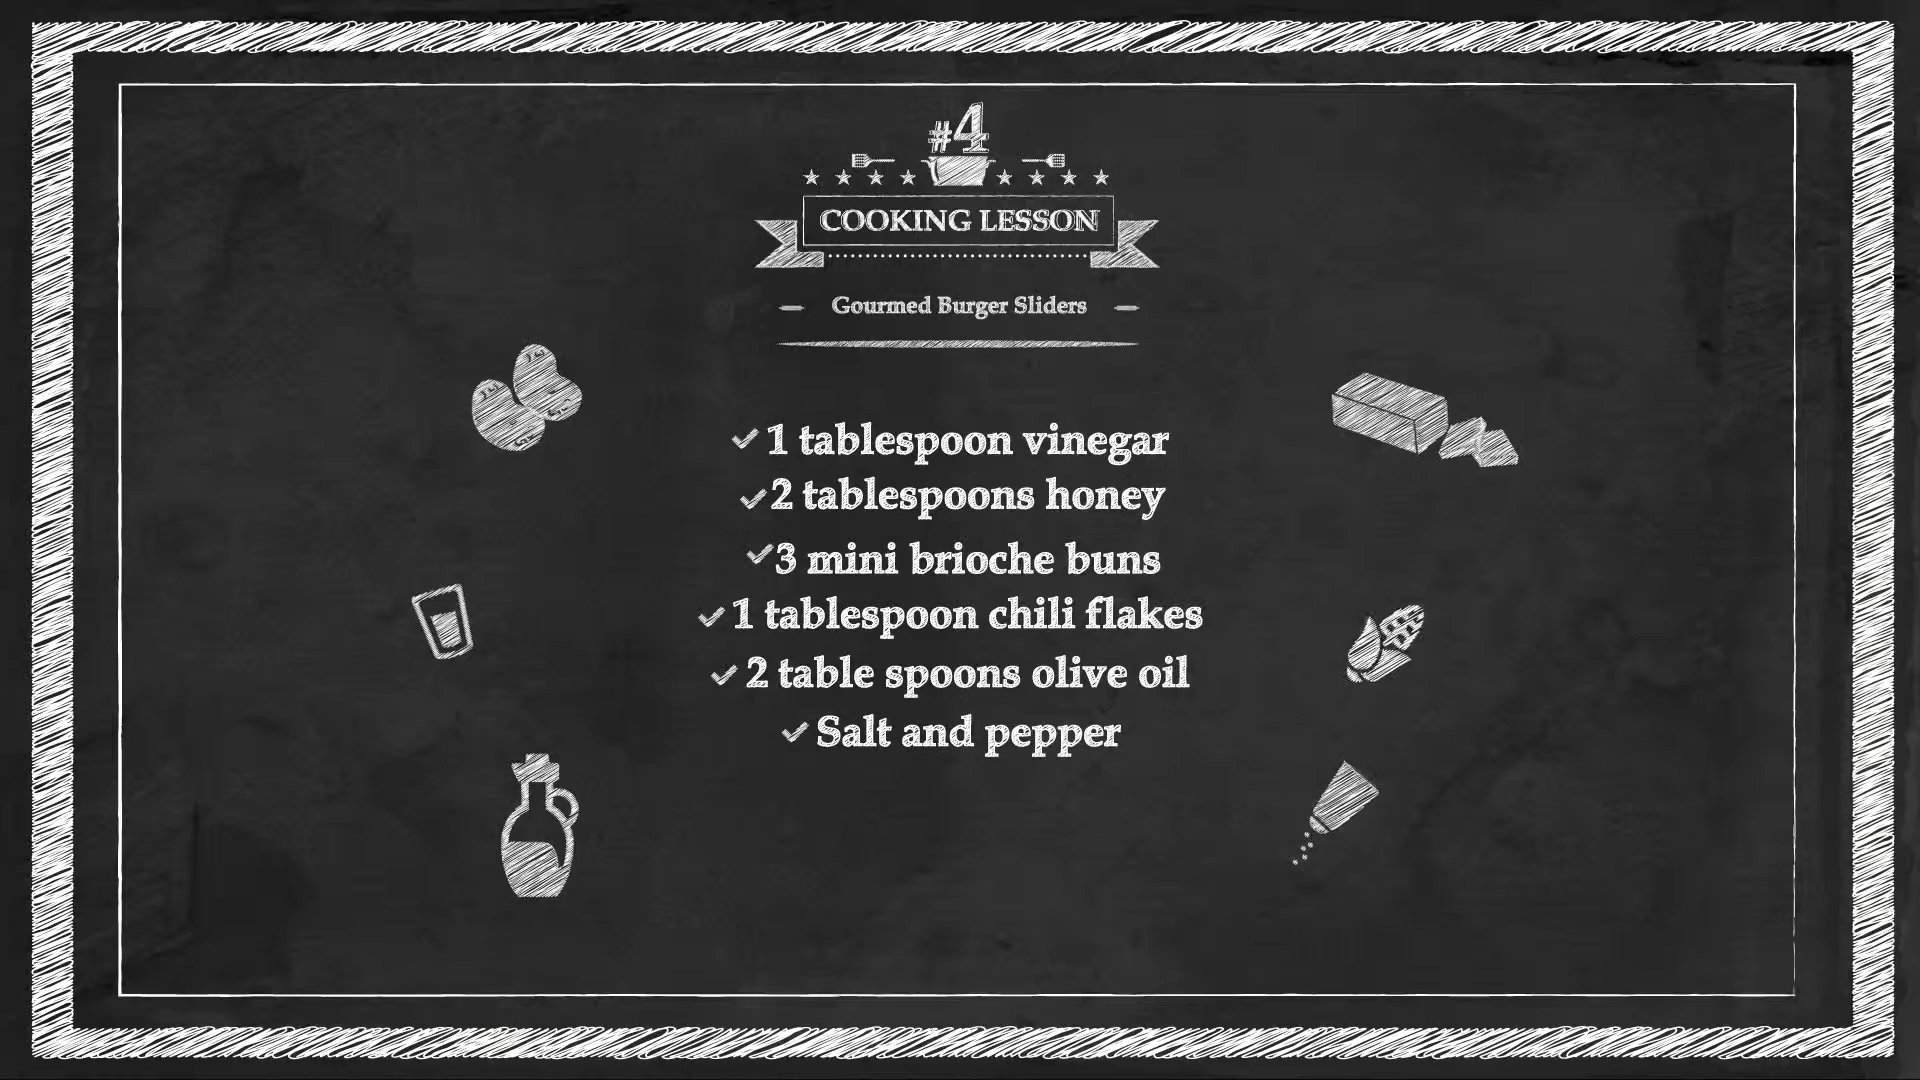 #4
COOKING LESSON
Gourmed Burger Sliders
1 tablespoon vinegar
2 tablespoons honey
3 mini brioche buns
1 tablespoon chili flakes
2 table spoons olive oil
Salt and pepper